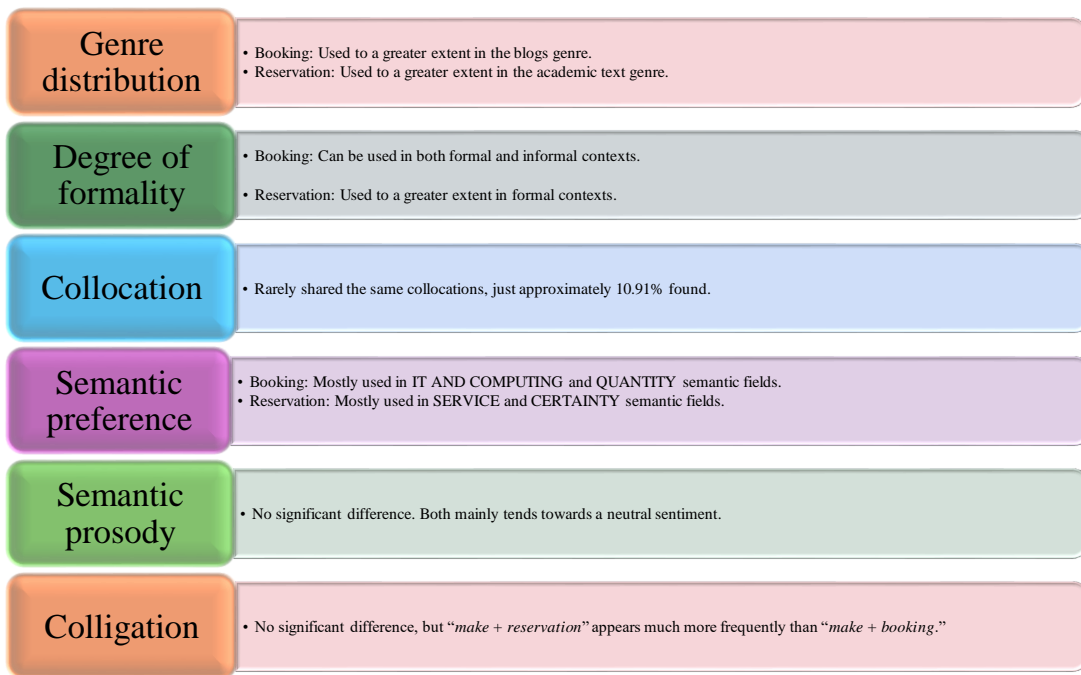 Genre
distribution
• Booking: Used to a greater extent in the blogs genre.
• Reservation: Used to a greater extent in the academic text genre.
Degree of
formality
• Booking: Can be used in both formal and informal contexts.
• Reservation: Used to a greater extent in formal contexts.
Collocation
• Rarely shared the same collocations, just approximately 10.91% found.
Semantic
preference
• Booking: Mostly used in IT AND COMPUTING and QUANTITY semantic fields.
• Reservation: Mostly used in SERVICE and CERTAINTY semantic fields.
Semantic
prosody
• No significant difference. Both mainly tends towards a neutral sentiment.
Colligation
• No significant difference, but “make + reservation” appears much more frequently than “make + booking.”